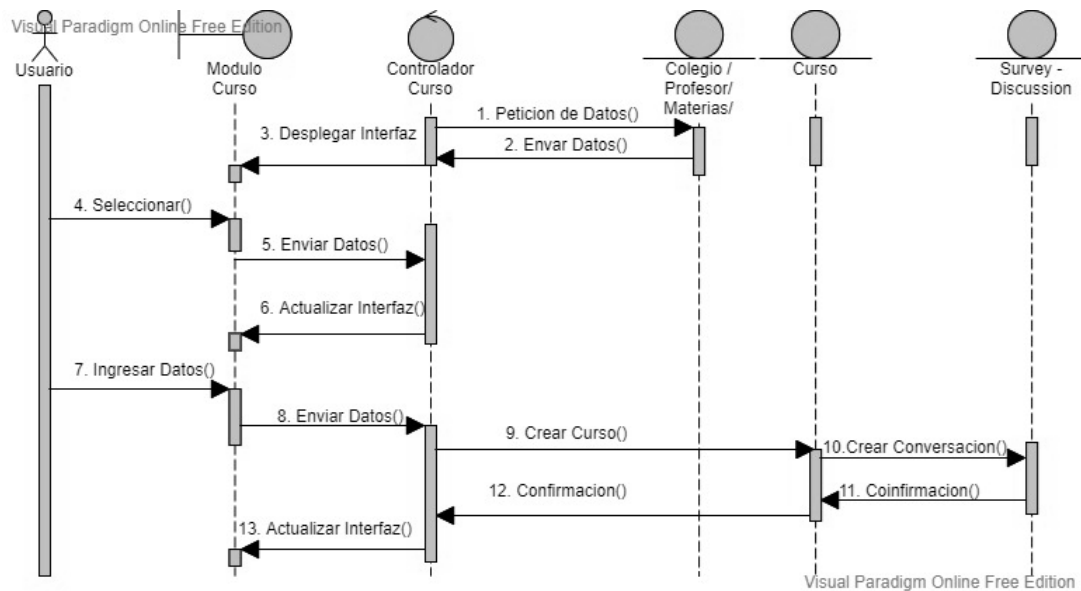 Visual Paradigm Online Free Edition
Usuario
Modulo
Curso
Controlador
Curso
Colegio /
Profesor/
Materias/
Curso
Survey -
Discussion
1. Peticion de Datos()
3. Desplegar Interfaz
2. Envar Datos()
4. Seleccionar()
5. Enviar Datos()
6. Actualizar Interfaz()
7. Ingresar Datos()
8. Enviar Datos()
9. Crear Curso()
10.Crear Conversacion()
12. Confirmacion()
11. Coinfirmacion()
13. Actualizar Interfaz()
Visual Paradigm Online Free Edition